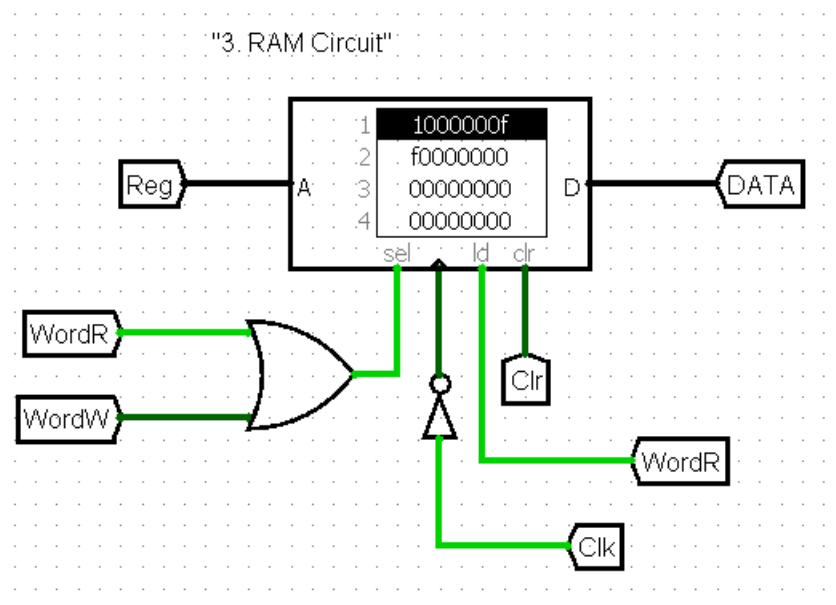 "3. RAM Circuit"
1 1000000f
2 f0000000
3 00000000
4 00000000
Reg
A
D
DATA
sel
ld
clr
WordR
WordW
Clr
WordR
Clk